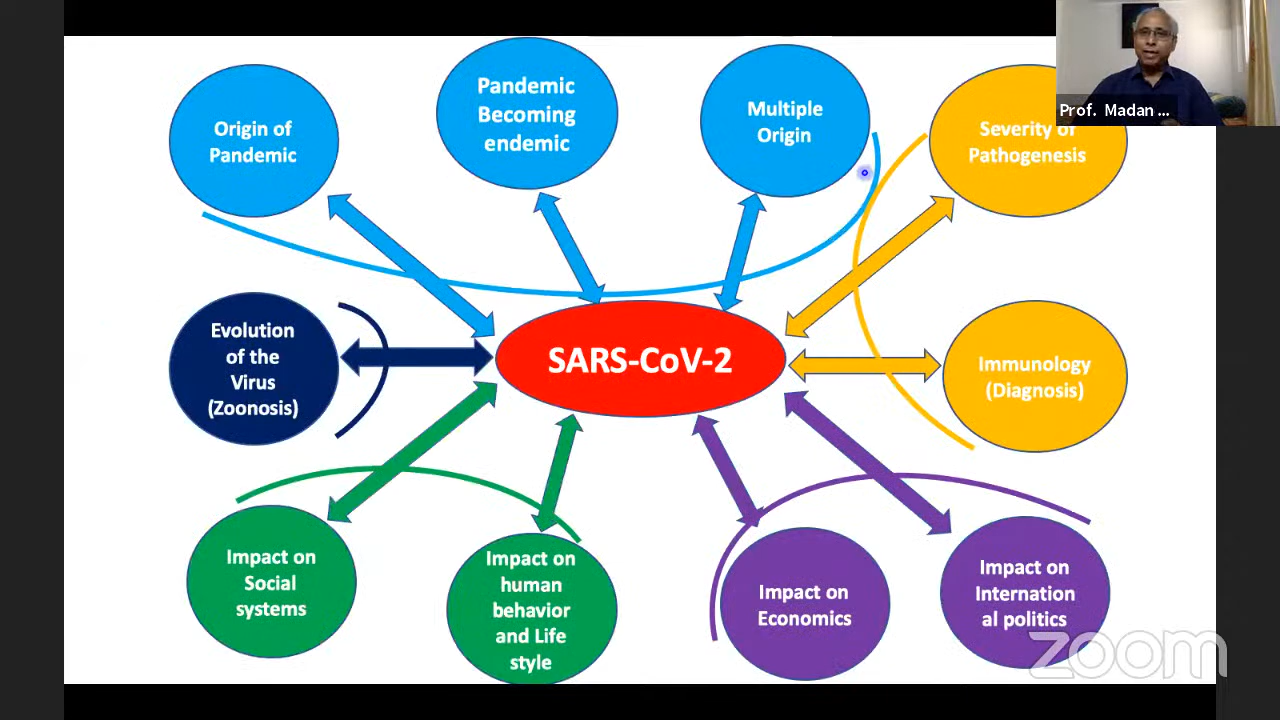 Prof. Madan ...
Origin of
Pandemic
Pandemic
Becoming
endemic
Multiple
Origin
Severity of
Pathogenesis
Evolution
of the
Virus
(Zoonosis)
SARS-CoV-2
Immunology
(Diagnosis)
Impact on
Social
systems
Impact on
human
behavior
and Life
style
Impact on
Economics
Impact on
Internation
al politics
zoom